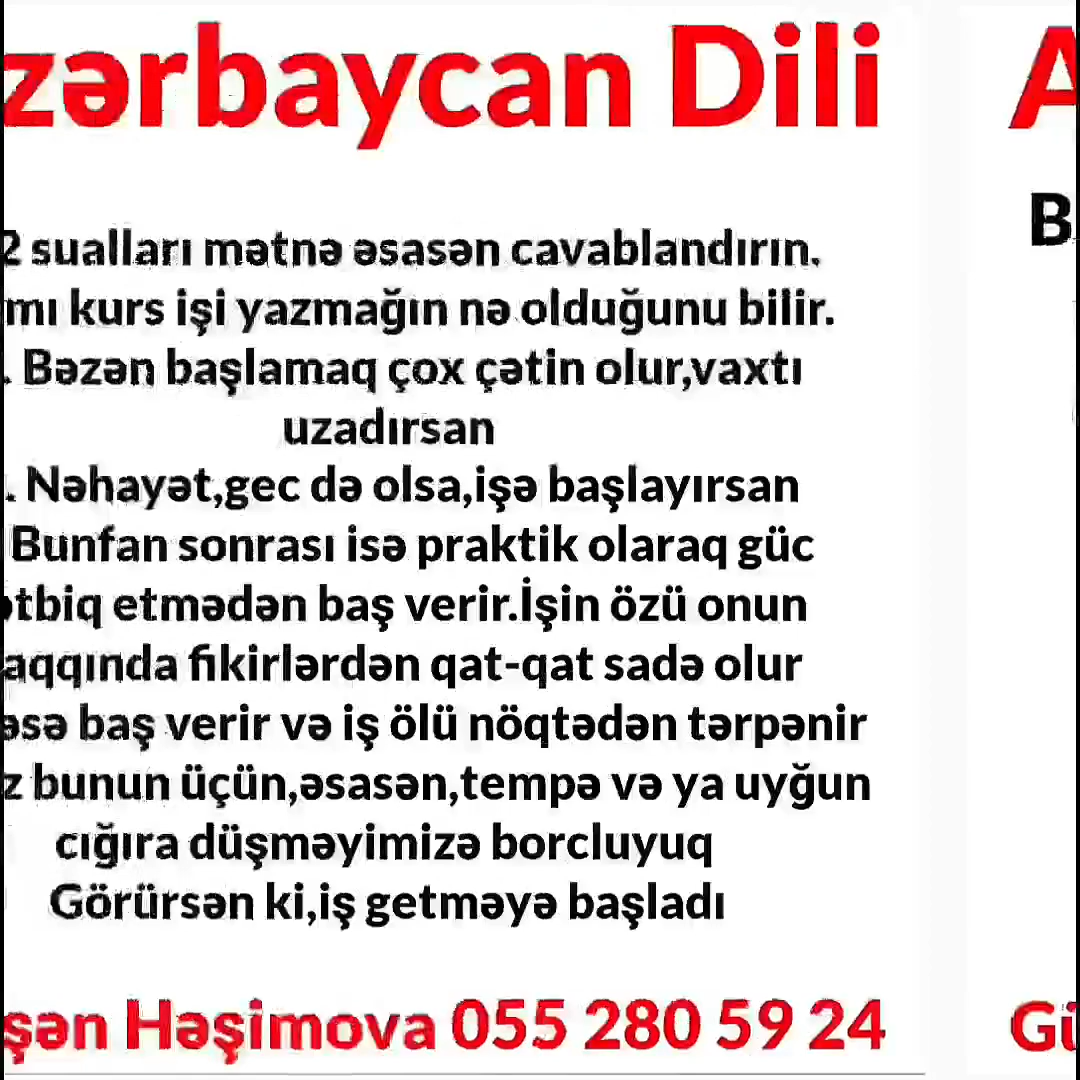 zərbaycan Dili
2 sualları mətnə əsasən cavablandırın.
mı kurs işi yazmağın nə olduğunu bilir.
. Bəzən başlamaq çox çətin olur,vaxtı
uzadırsan
. Nəhayət,gec də olsa,işə başlayırsan
Bunfan sonrası isə praktik olaraq güc
ətbiq etmədən baş verir.İşin özü onun
aqqında fikirlərdən qat-qat sadə olur
əsə baş verir və iş ölü nöqtədən tərpənir
z bunun üçün,əsasən,tempə və ya uyğun
cığıra düşməyimizə borcluyuq
Görürsən ki,iş getməyə başladı
şən Həşimova 055 280 59 24
A
B
Gü